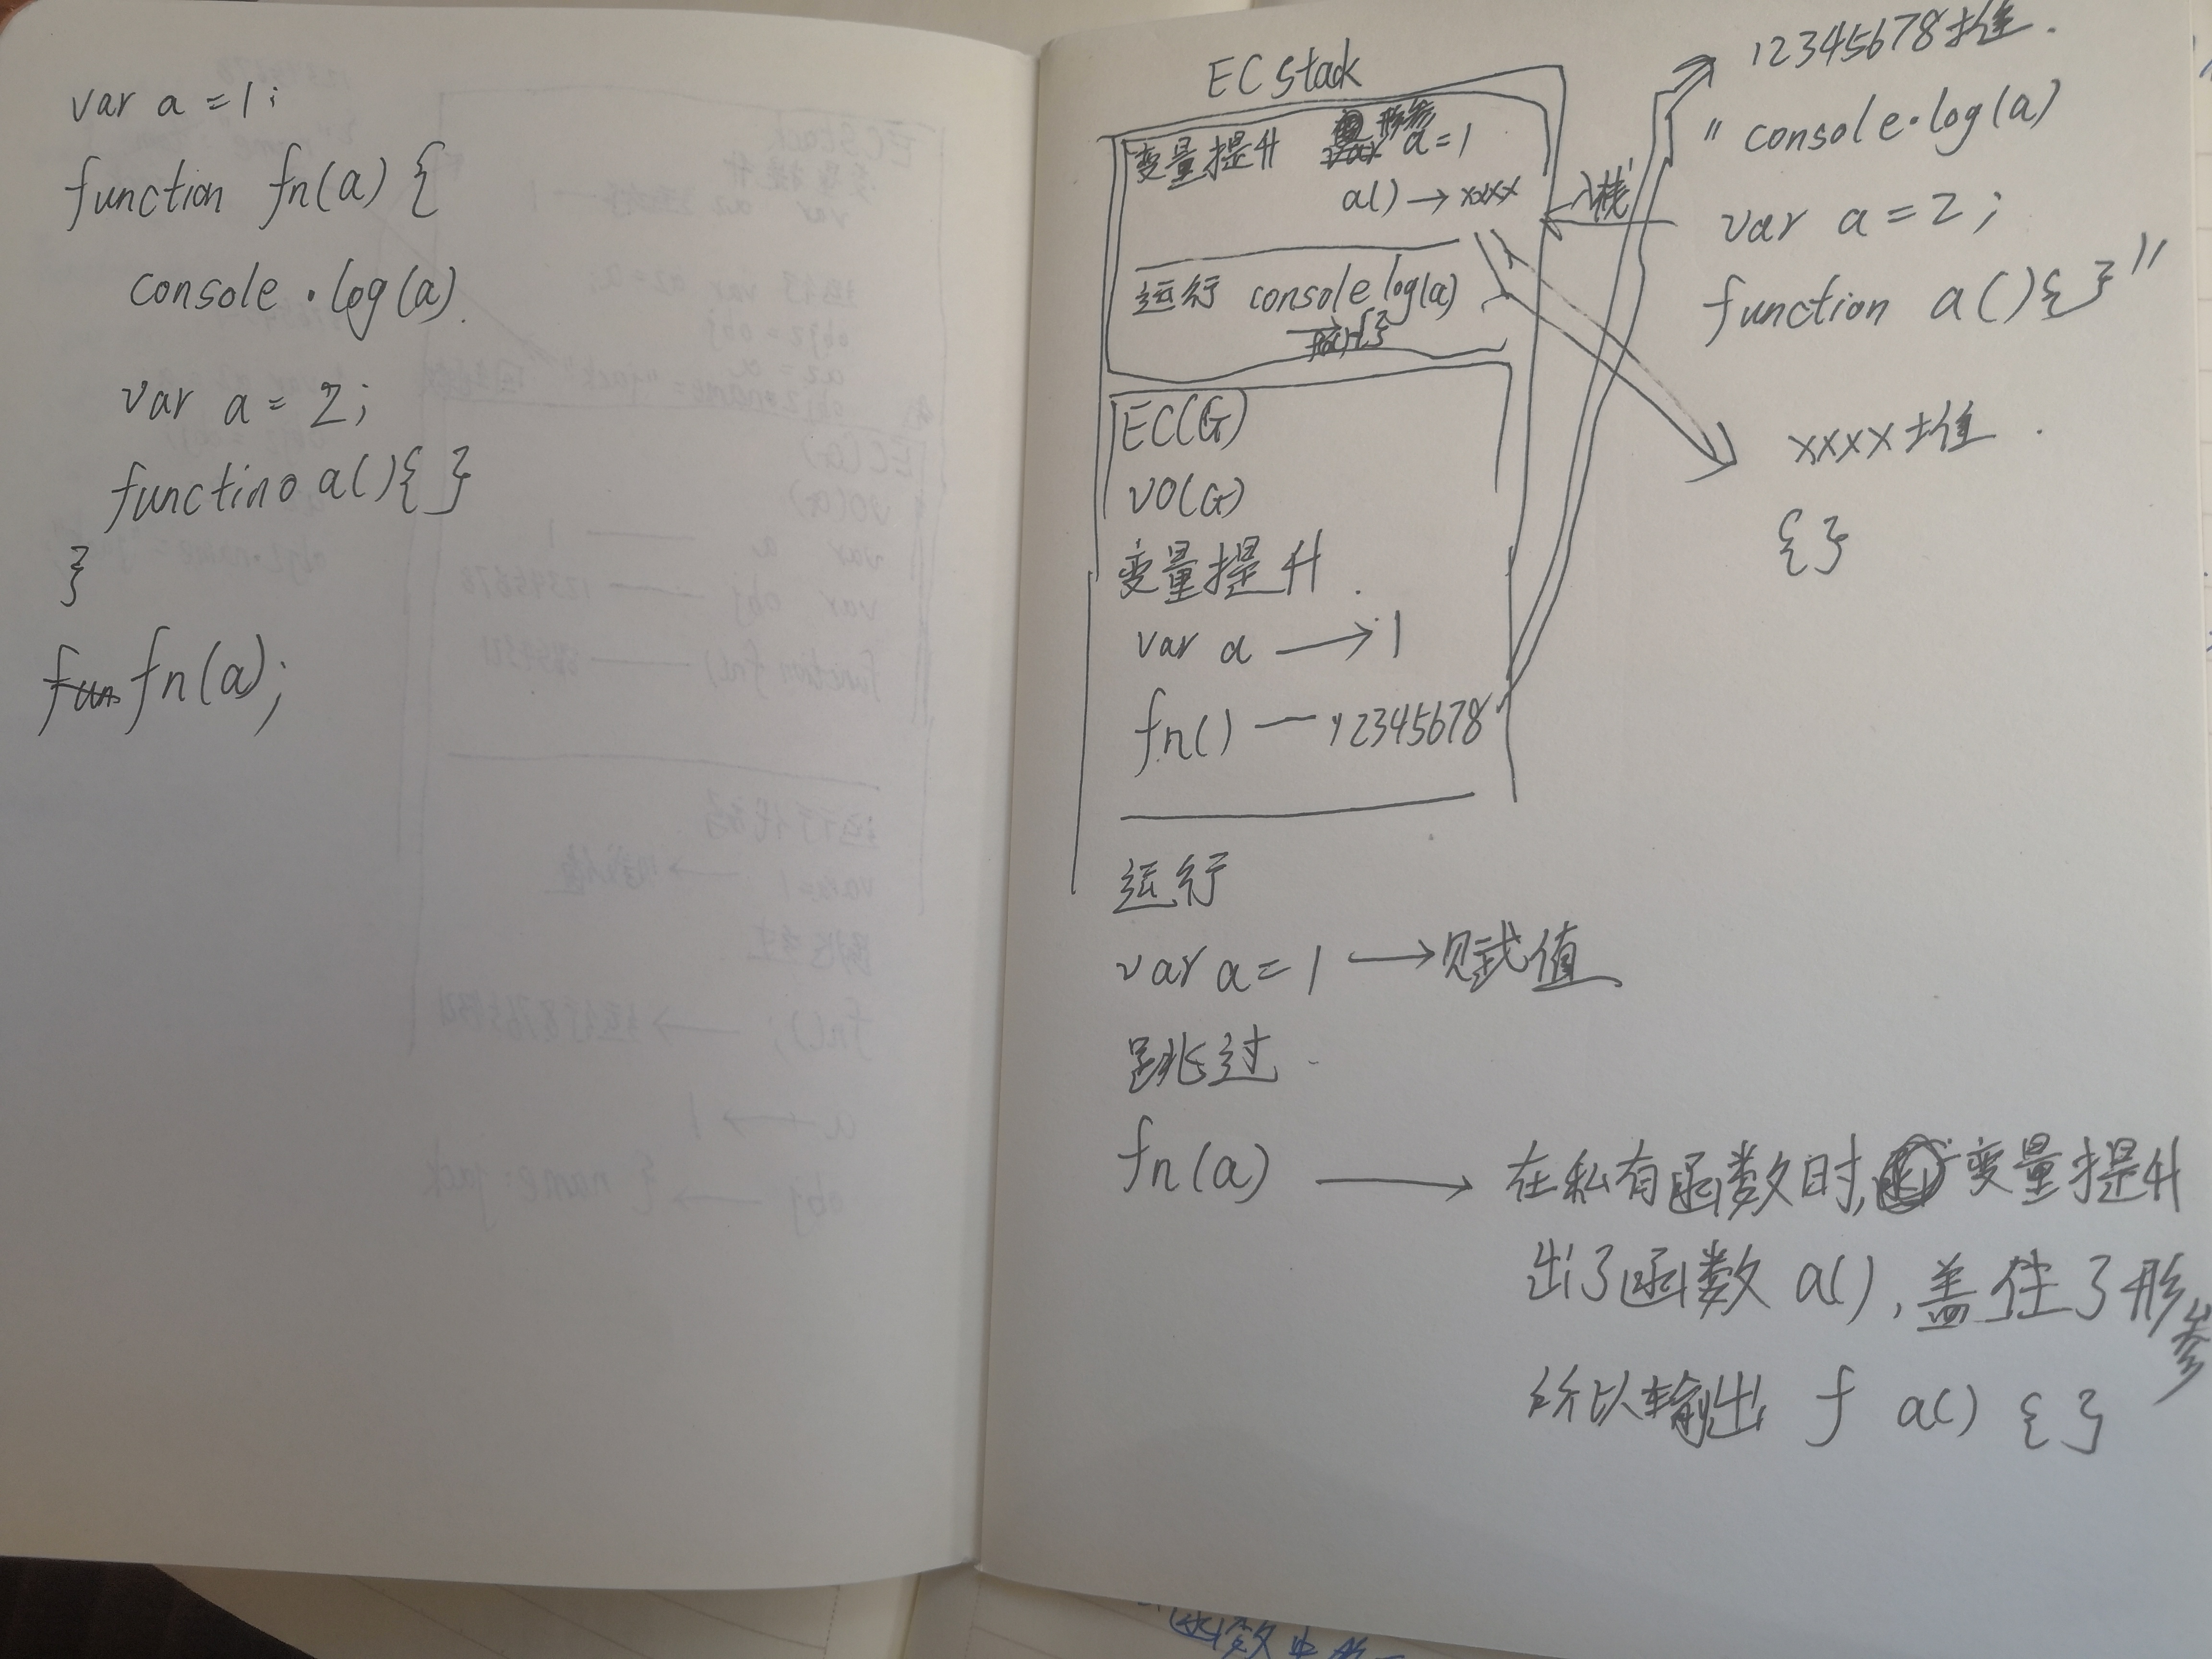 var a = 1;
function fn(a) {
console.log(a).
var a = 2;
functino a(){ }
}
fn(a);
EC Stack
变量提升 形参 a = 1
a() → xxxx
运行 console log(a)
EC(G)
VO(G)
变量提升.
var a → 1
fn() — 12345678
运行
var a = 1 → 赋值
跳过
fn(a) → 在私有函数时, 变量提升
出了函数 a(), 盖住了形参
所以输出 f a() { }
入栈
12345678 堆.
" console.log(a)
var a = 2;
function a(){ } "
xxxx 堆.
{ }